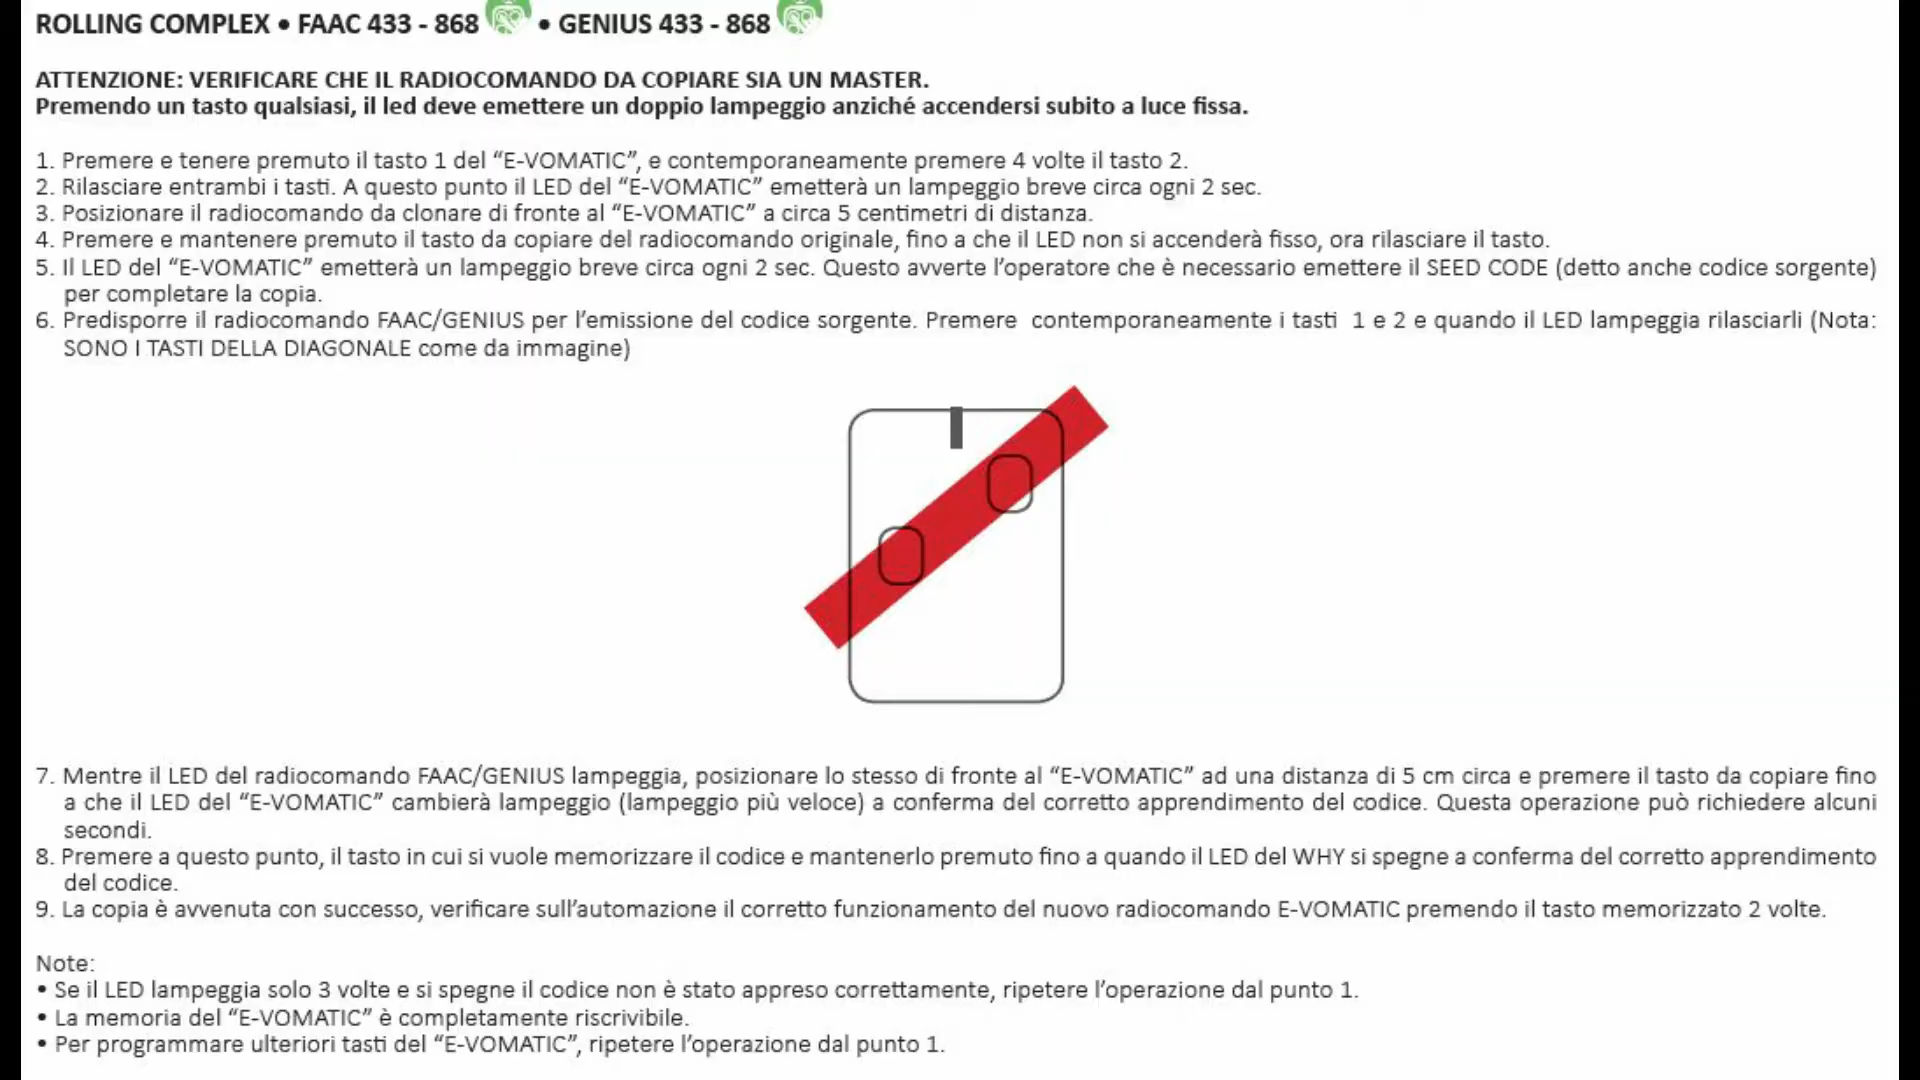 ROLLING COMPLEX • FAAC 433 - 868 • GENIUS 433 - 868
ATTENZIONE: VERIFICARE CHE IL RADIOCOMANDO DA COPIARE SIA UN MASTER.
Premendo un tasto qualsiasi, il led deve emettere un doppio lampeggio anziché accendersi subito a luce fissa.
1. Premere e tenere premuto il tasto 1 del “E-VOMATIC”, e contemporaneamente premere 4 volte il tasto 2.
2. Rilasciare entrambi i tasti. A questo punto il LED del “E-VOMATIC” emetterà un lampeggio breve circa ogni 2 sec.
3. Posizionare il radiocomando da clonare di fronte al “E-VOMATIC” a circa 5 centimetri di distanza.
4. Premere e mantenere premuto il tasto da copiare del radiocomando originale, fino a che il LED non si accenderà fisso, ora rilasciare il tasto.
5. Il LED del “E-VOMATIC” emetterà un lampeggio breve circa ogni 2 sec. Questo avverte l’operatore che è necessario emettere il SEED CODE (detto anche codice sorgente)
per completare la copia.
6. Predisporre il radiocomando FAAC/GENIUS per l’emissione del codice sorgente. Premere contemporaneamente i tasti 1 e 2 e quando il LED lampeggia rilasciarli (Nota:
SONO I TASTI DELLA DIAGONALE come da immagine)
7. Mentre il LED del radiocomando FAAC/GENIUS lampeggia, posizionare lo stesso di fronte al “E-VOMATIC” ad una distanza di 5 cm circa e premere il tasto da copiare fino
a che il LED del “E-VOMATIC” cambierà lampeggio (lampeggio più veloce) a conferma del corretto apprendimento del codice. Questa operazione può richiedere alcuni
secondi.
8. Premere a questo punto, il tasto in cui si vuole memorizzare il codice e mantenerlo premuto fino a quando il LED del WHY si spegne a conferma del corretto apprendimento
del codice.
9. La copia è avvenuta con successo, verificare sull’automazione il corretto funzionamento del nuovo radiocomando E-VOMATIC premendo il tasto memorizzato 2 volte.
Note:
• Se il LED lampeggia solo 3 volte e si spegne il codice non è stato appreso correttamente, ripetere l’operazione dal punto 1.
• La memoria del “E-VOMATIC” è completamente riscrivibile.
• Per programmare ulteriori tasti del “E-VOMATIC”, ripetere l’operazione dal punto 1.